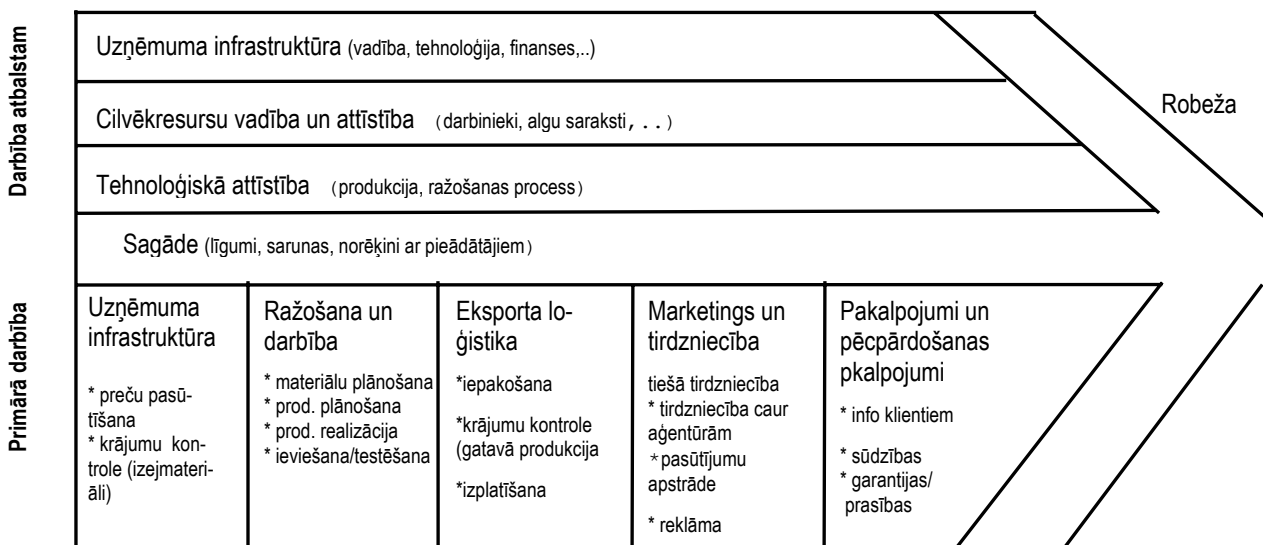 Darbība atbalstam
Uzņēmuma infrastruktūra (vadība, tehnoloģija, finanses,..)
Cilvēkresursu vadība un attīstība (darbinieki, algu saraksti, ..)
Tehnoloģiskā attīstība (produkcija, ražošanas process)
Sagāde (līgumi, sarunas, norēķini ar pieādātājiem)
Robeža
Primārā darbība
Uzņēmuma
infrastruktūra
* preču pasū-
tīšana
* krājumu kon-
trole (izejmateri-
āli)
Ražošana un
darbība
* materiālu plānošana
* prod. plānošana
* prod. realizācija
* ieviešana/testēšana
Eksporta lo-
ģistika
*iepakošana
*krājumu kontrole
(gatavā produkcija
*izplatīšana
Marketings un
tirdzniecība
tiešā tirdzniecība
* tirdzniecība caur
aģentūrām
*pasūtījumu
apstrāde
* reklāma
Pakalpojumi un
pēcpārdošanas
pkalpojumi
* info klientiem
* sūdzības
* garantijas/
prasības